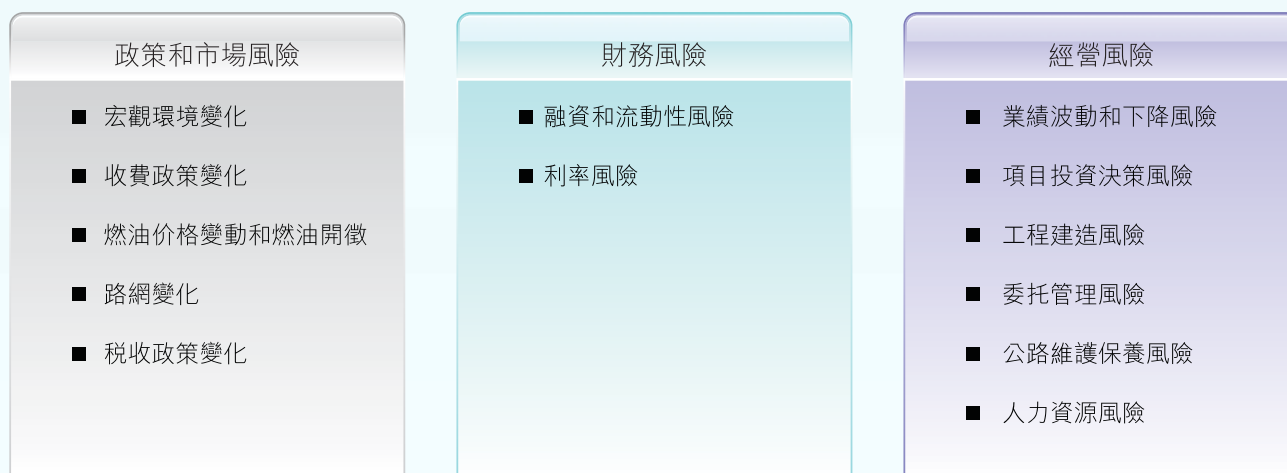 政策和市場風險
■ 宏觀環境變化
■ 收費政策變化
■ 燃油价格變動和燃油開徵
■ 路網變化
■ 税收政策變化
財務風險
■ 融資和流動性風險
■ 利率風險
經營風險
■ 業績波動和下降風險
■ 項目投資決策風險
■ 工程建造風險
■ 委托管理風險
■ 公路維護保養風險
■ 人力資源風險